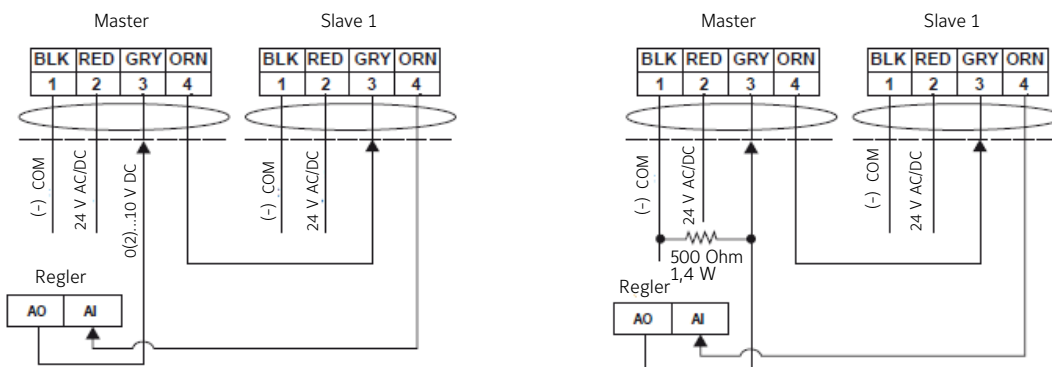 Master Slave 1
BLK RED GRY ORN BLK RED GRY ORN
1 2 3 4 1 2 3 4
(–) COM
24 V AC/DC
0(2)...10 V DC
(–) COM
24 V AC/DC
Regler
AO AI
Master Slave 1
BLK RED GRY ORN BLK RED GRY ORN
1 2 3 4 1 2 3 4
(–) COM
24 V AC/DC
(–) COM
24 V AC/DC
500 Ohm
1,4 W
Regler
AO AI